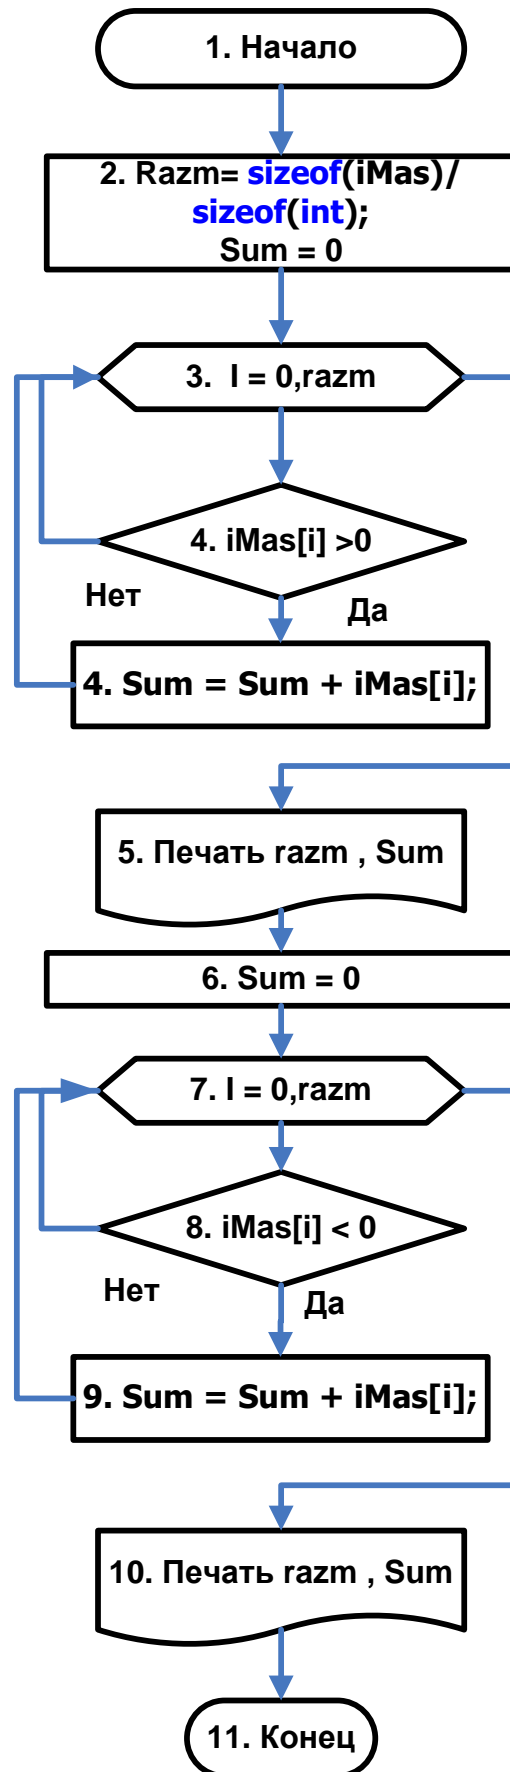 1. Начало
2. Razm= sizeof(iMas)/
sizeof(int);
Sum = 0
3. I = 0,razm
4. iMas[i] >0
Нет
Да
4. Sum = Sum + iMas[i];
5. Печать razm , Sum
6. Sum = 0
7. I = 0,razm
8. iMas[i] < 0
Нет
Да
9. Sum = Sum + iMas[i];
10. Печать razm , Sum
11. Конец